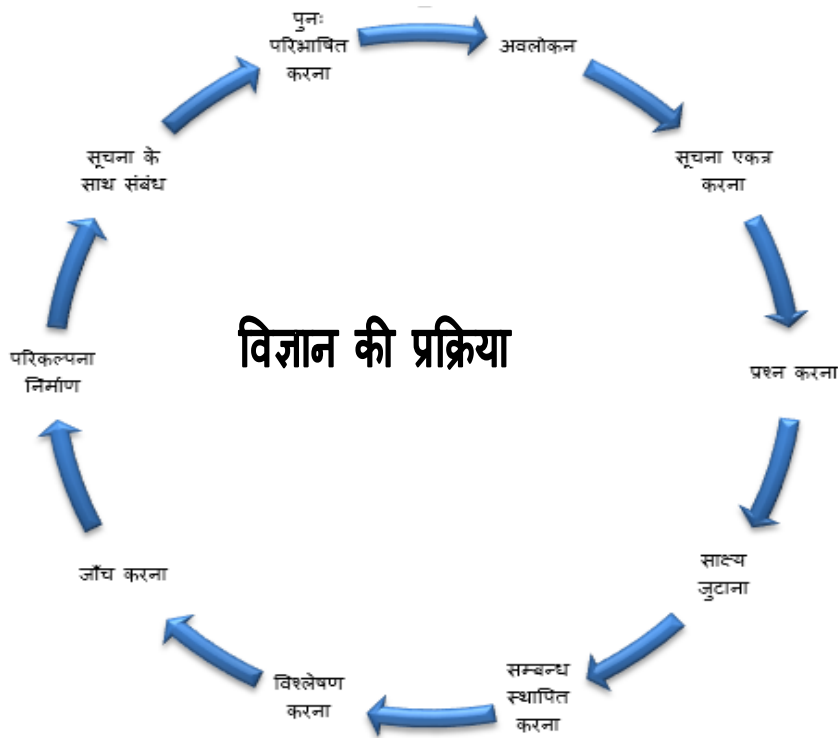 पुनः
परिभाषित
करना
अवलोकन
सूचना एकत्र
करना
प्रश्न करना
साक्ष्य
जुटाना
सम्बन्ध
स्थापित
करना
विश्लेषण
करना
जाँच करना
परिकल्पना
निर्माण
सूचना के
साथ संबंध
विज्ञान की प्रक्रिया